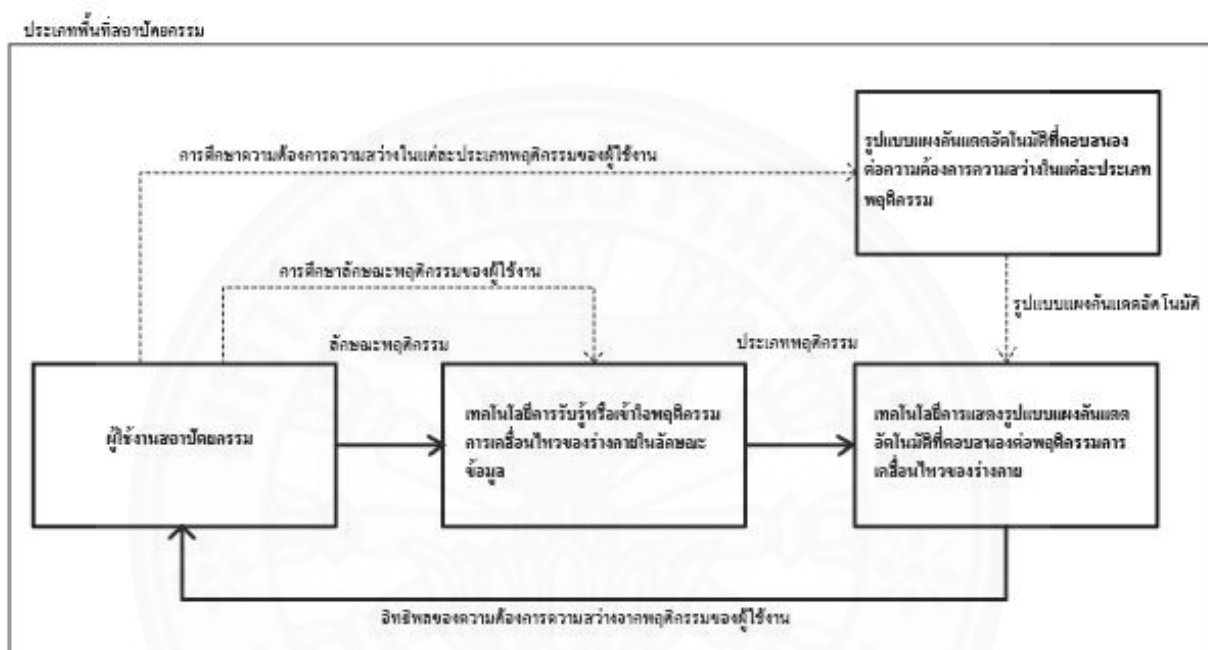 ประเภทพื้นที่สถาปัตยกรรม
รูปแบบแผงกันแดดอัตโนมัติที่ตอบสนอง
ต่อความต้องการความสว่างในแต่ละประเภท
พฤติกรรม
การศึกษาความต้องการความสว่างในแต่ละประเภทพฤติกรรมของผู้ใช้งาน
การศึกษาลักษณะพฤติกรรมของผู้ใช้งาน
รูปแบบแผงกันแดดอัตโนมัติ
ลักษณะพฤติกรรม
ประเภทพฤติกรรม
ผู้ใช้งานสถาปัตยกรรม
เทคโนโลยีการรับรู้หรือเข้าใจพฤติกรรม
การเคลื่อนไหวของร่างกายในลักษณะ
ข้อมูล
เทคโนโลยีการแสดงรูปแบบแผงกันแดด
อัตโนมัติที่ตอบสนองต่อพฤติกรรมการ
เคลื่อนไหวของร่างกาย
อิทธิพลของความต้องการความสว่างจากพฤติกรรมของผู้ใช้งาน